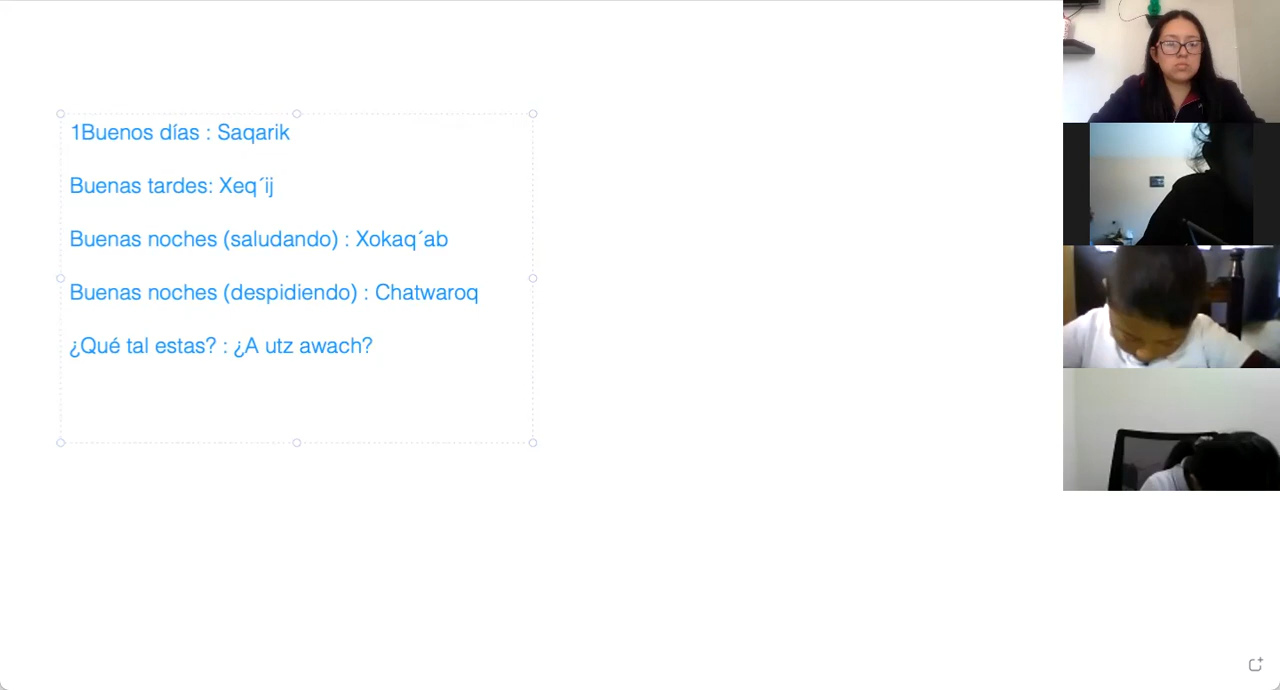 1Buenos días : Saqarik
Buenas tardes: Xeq´ij
Buenas noches (saludando) : Xokaq´ab
Buenas noches (despidiendo) : Chatwaroq
¿Qué tal estas? : ¿A utz awach?